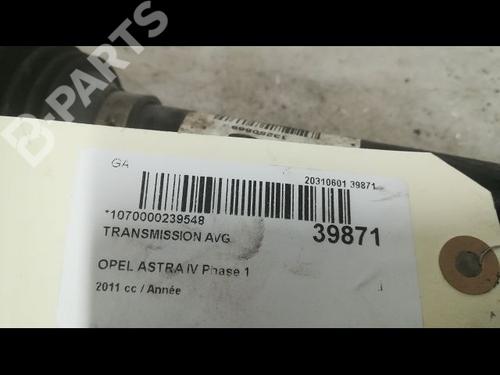 B-PARTS
GA
20310601 39871
*1070000239548
TRANSMISSION AVG
39871
OPEL ASTRA IV Phase 1
2011 cc / Année